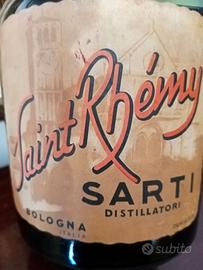 Saint Rhémy
SARTI
DISTILLATORI
BOLOGNA
ITALIA
subito